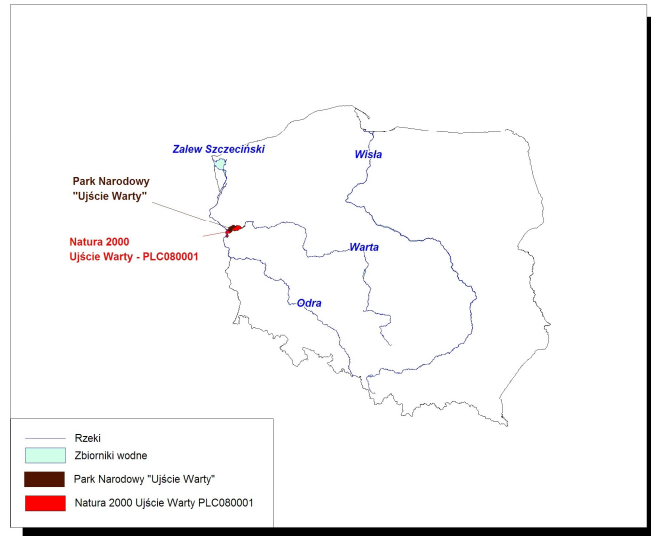 Zalew Szczeciński
Wisła
Park Narodowy
"Ujście Warty"
Natura 2000
Ujście Warty - PLC080001
Warta
Odra
Rzeki
Zbiorniki wodne
Park Narodowy "Ujście Warty"
Natura 2000 Ujście Warty PLC080001